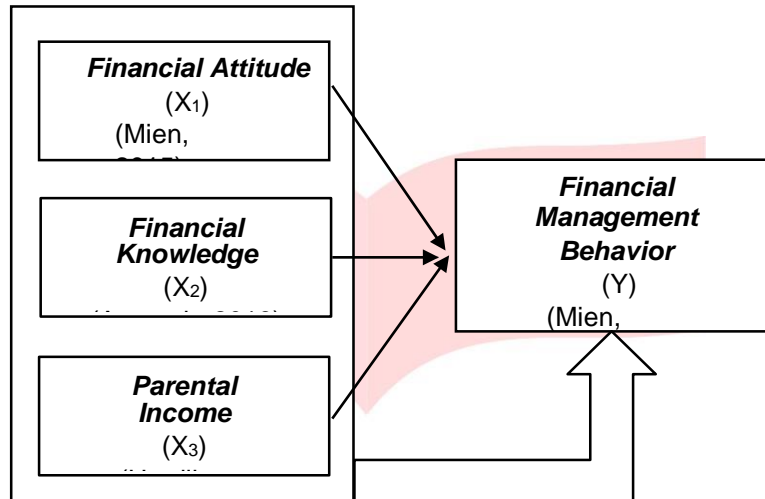 Financial Attitude
(X₁)
(Mien,
Financial
Knowledge
(X₂)
Parental
Income
(X₃)
Financial
Management
Behavior
(Y)
(Mien,